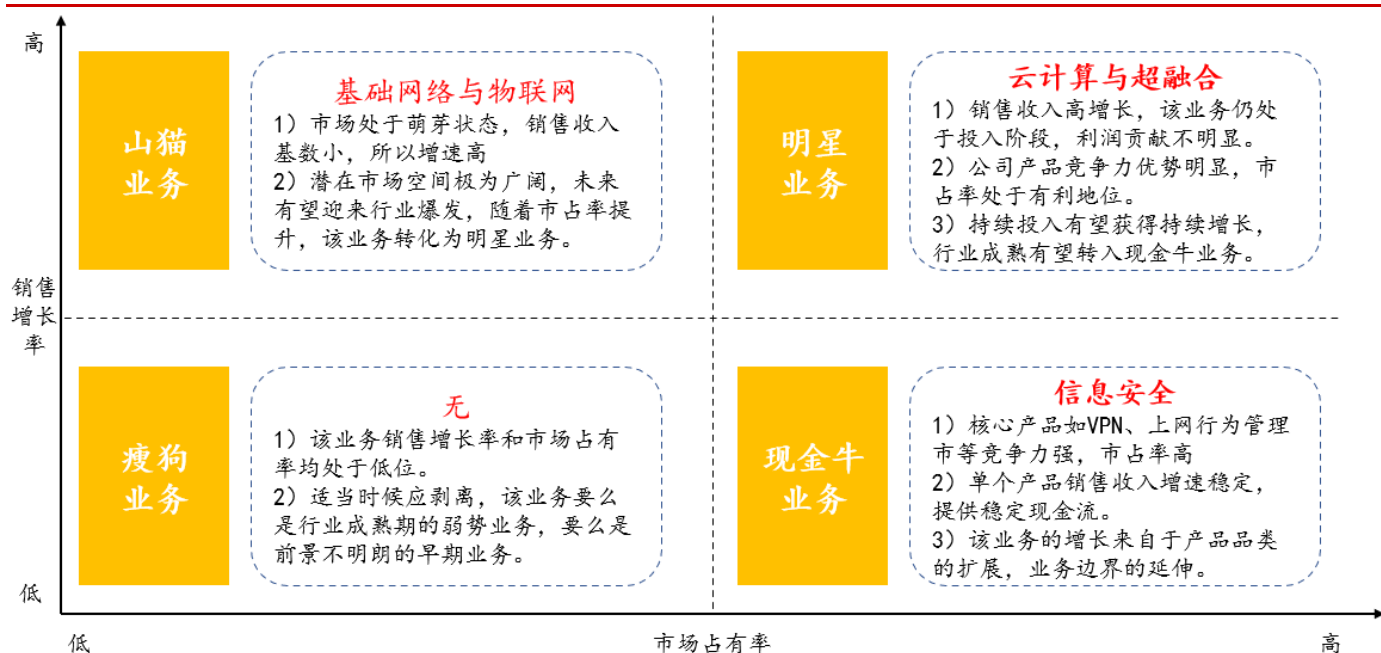 高
山猫
业务
基础网络与物联网
1）市场处于萌芽状态，销售收入
基数小，所以增速高
2）潜在市场空间极为广阔，未来
有望迎来行业爆发，随着市占率提
升，该业务转化为明星业务。
明星
业务
云计算与超融合
1）销售收入高增长，该业务仍处
于投入阶段，利润贡献不明显。
2）公司产品竞争力优势明显，市
占率处于有利地位。
3）持续投入有望获得持续增长，
行业成熟有望转入现金牛业务。
销售
增长
率
瘦狗
业务
无
1）该业务销售增长率和市场占有
率均处于低位。
2）适当时候应剥离，该业务要么
是行业成熟期的弱势业务，要么是
前景不明朗的早期业务。
现金牛
业务
信息安全
1）核心产品如VPN、上网行为管理
市等竞争力强，市占率高
2）单个产品销售收入增速稳定，
提供稳定现金流。
3）该业务的增长来自于产品品类
的扩展，业务边界的延伸。
低
低
市场占有率
高